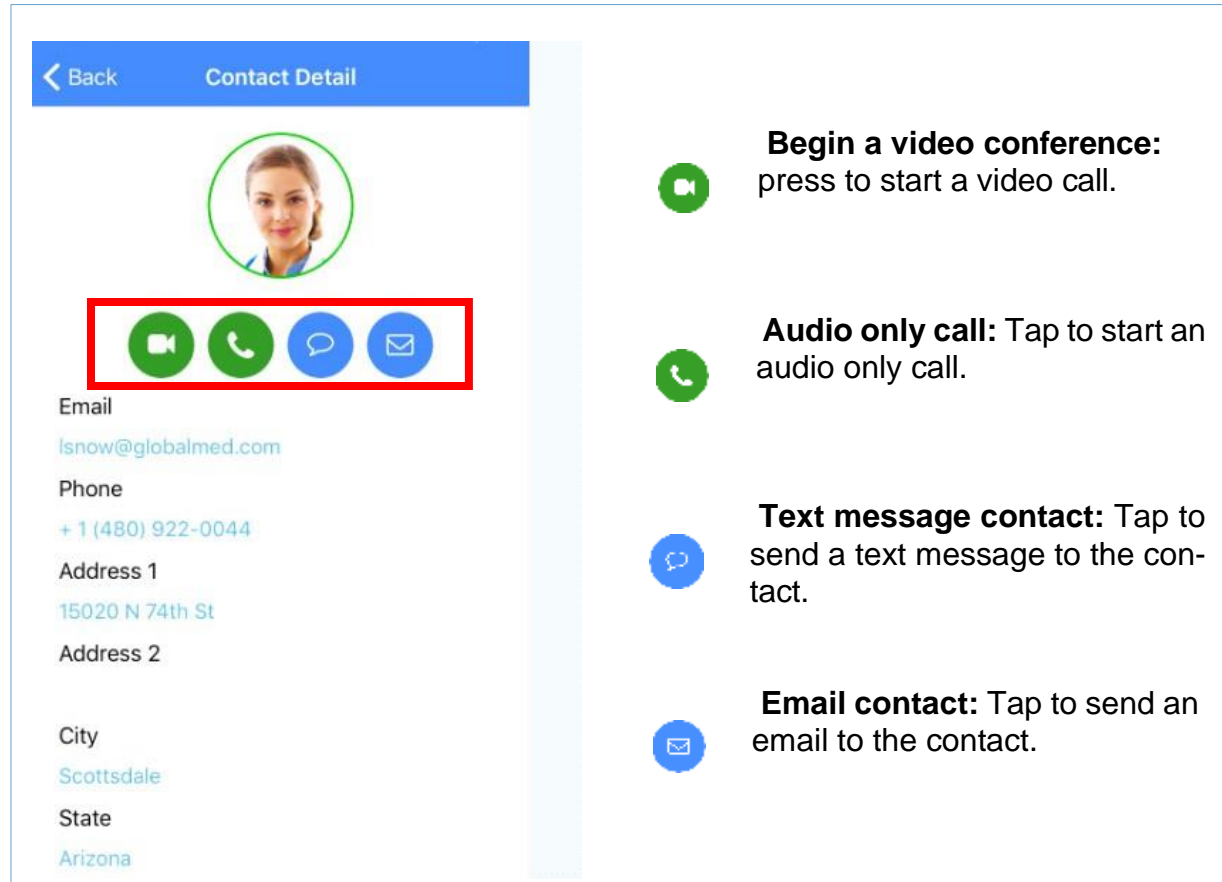 Back
Contact Detail
Email
lsnow@globalmed.com
Phone
+ 1 (480) 922-0044
Address 1
15020 N 74th St
Address 2
City
Scottsdale
State
Arizona
Begin a video conference:
press to start a video call.
Audio only call: Tap to start an
audio only call.
Text message contact: Tap to
send a text message to the con-
tact.
Email contact: Tap to send an
email to the contact.